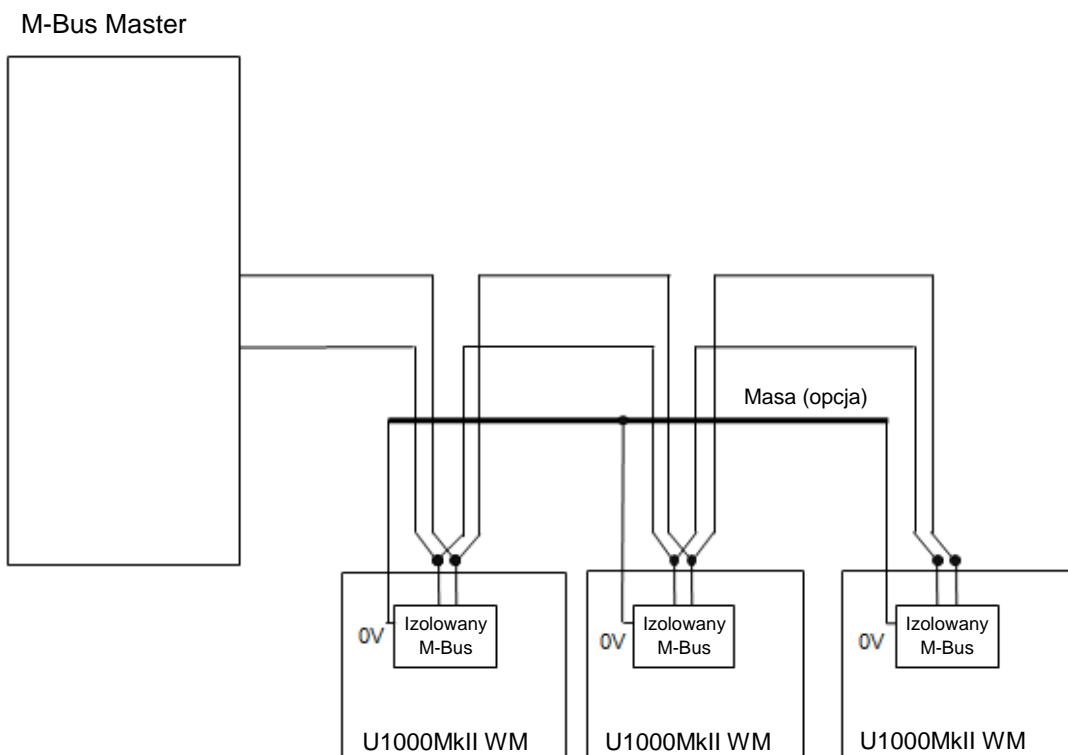 M-Bus Master
Masa (opcja)
0V
Izolowany
M-Bus
0V
Izolowany
M-Bus
0V
Izolowany
M-Bus
U1000MkII WM
U1000MkII WM
U1000MkII WM